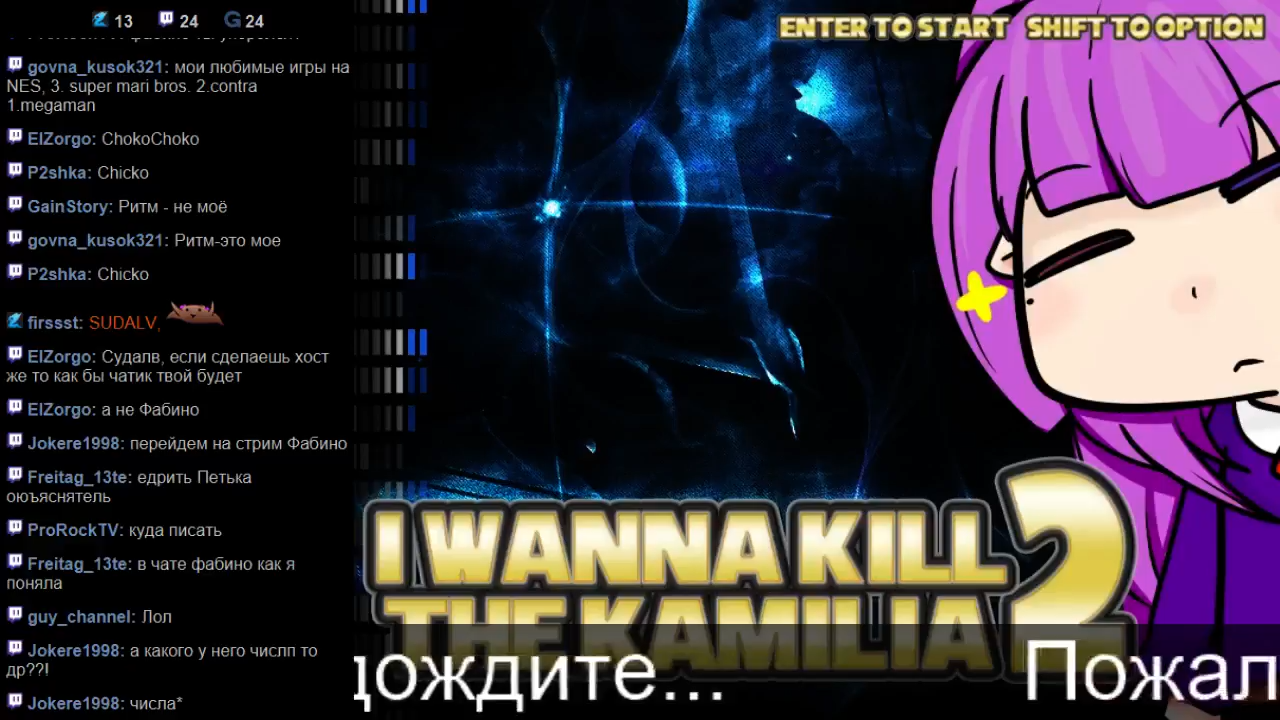 13 24 24
govna_kusok321: мои любимые игры на
NES, 3. super mari bros. 2.contra
1.megaman
ElZorgo: ChokoChoko
P2shka: Chicko
GainStory: Ритм - не моё
govna_kusok321: Ритм-это мое
P2shka: Chicko
firssst: SUDALV,
ElZorgo: Судалв, если сделаешь хост
же то как бы чатик твой будет
ElZorgo: а не Фабино
Jokere1998: перейдем на стрим Фабино
Freitag_13te: едрить Петька
оюъяснятель
ProRockTV: куда писать
Freitag_13te: в чате фабино как я
поняла
guy_channel: Лол
Jokere1998: а какого у него числп то
др??!
Jokere1998: числа*
ENTER TO START SHIFT TO OPTION
I WANNA KILL
THE KAMILIA 2
дождите... Пожал